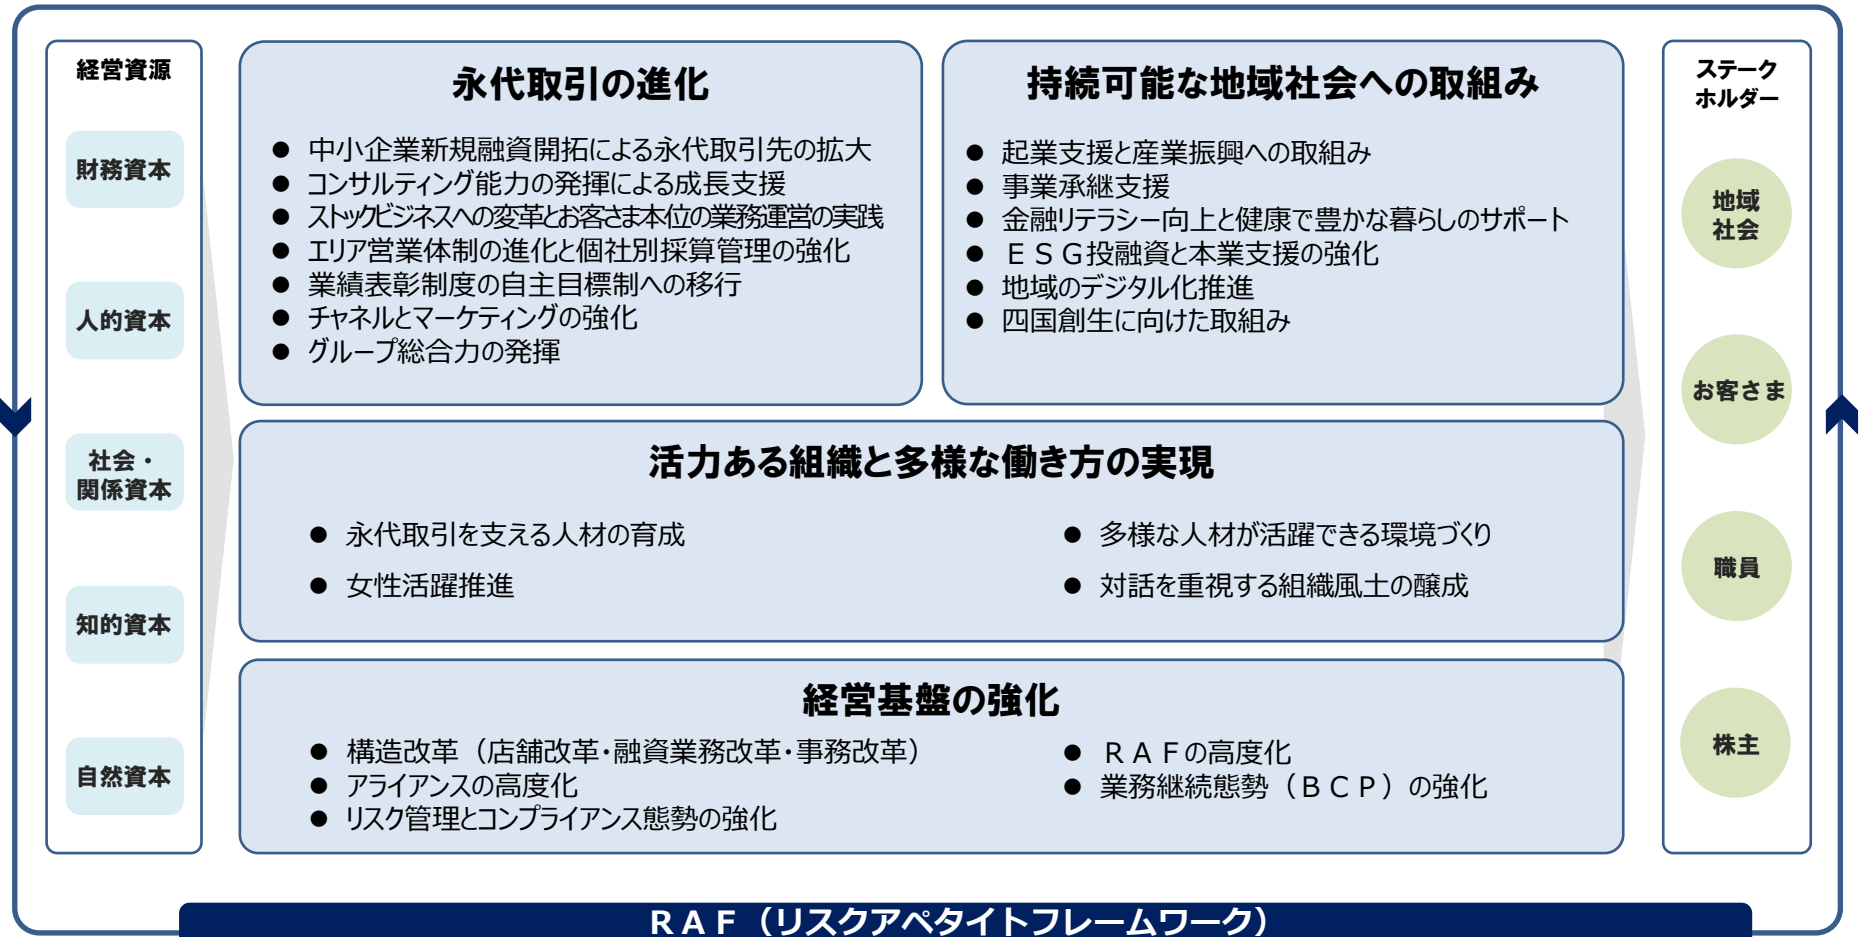 経営資源
財務資本
人的資本
社会・
関係資本
知的資本
自然資本
永代取引の進化
● 中小企業新規融資開拓による永代取引先の拡大
● コンサルティング能力の発揮による成長支援
● ストックビジネスへの変革とお客さま本位の業務運営の実践
● エリア営業体制の進化と個社別採算管理の強化
● 業績表彰制度の自主目標制への移行
● チャネルとマーケティングの強化
● グループ総合力の発揮
持続可能な地域社会への取組み
● 起業支援と産業振興への取組み
● 事業承継支援
● 金融リテラシー向上と健康で豊かな暮らしのサポート
● ＥＳＧ投融資と本業支援の強化
● 地域のデジタル化推進
● 四国創生に向けた取組み
活力ある組織と多様な働き方の実現
● 永代取引を支える人材の育成
● 女性活躍推進
● 多様な人材が活躍できる環境づくり
● 対話を重視する組織風土の醸成
経営基盤の強化
● 構造改革（店舗改革・融資業務改革・事務改革）
● アライアンスの高度化
● リスク管理とコンプライアンス態勢の強化
● ＲＡＦの高度化
● 業務継続態勢（ＢＣＰ）の強化
ステーク
ホルダー
地域
社会
お客さま
職員
株主
ＲＡＦ（リスクアペタイトフレームワーク）